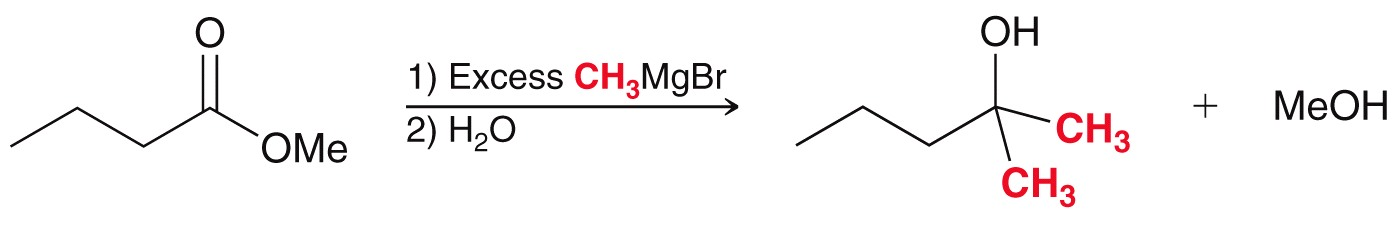 O
OMe
1) Excess CH₃MgBr
2) H₂O
OH
CH₃
CH₃
+
MeOH